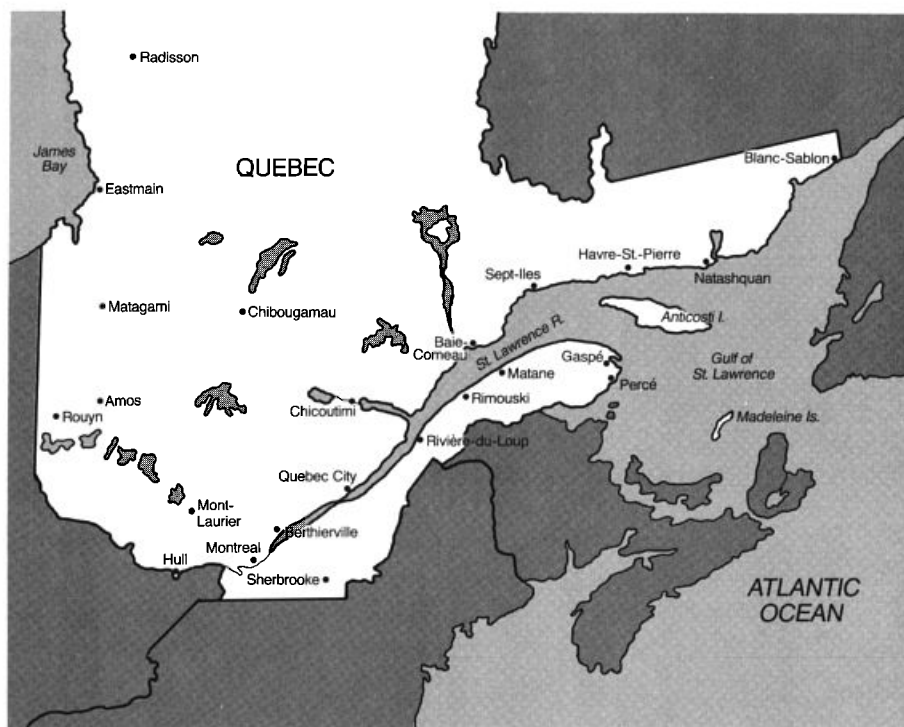 Radisson
James
Bay
QUEBEC
Blanc-Sablon
Eastmain
Havre-St.-Pierre
Natashquan
Sept-Iles
Matagami
Chibougamau
Anticosti I.
St. Lawrence R.
Baie-
Comeau
Gaspé
Gulf of
St. Lawrence
Matane
Percé
Amos
Chicoutimi
Rimouski
Rouyn
Madeleine Is.
Rivière-du-Loup
Quebec City
Mont-
Laurier
Berthierville
Montreal
Hull
Sherbrooke
ATLANTIC
OCEAN